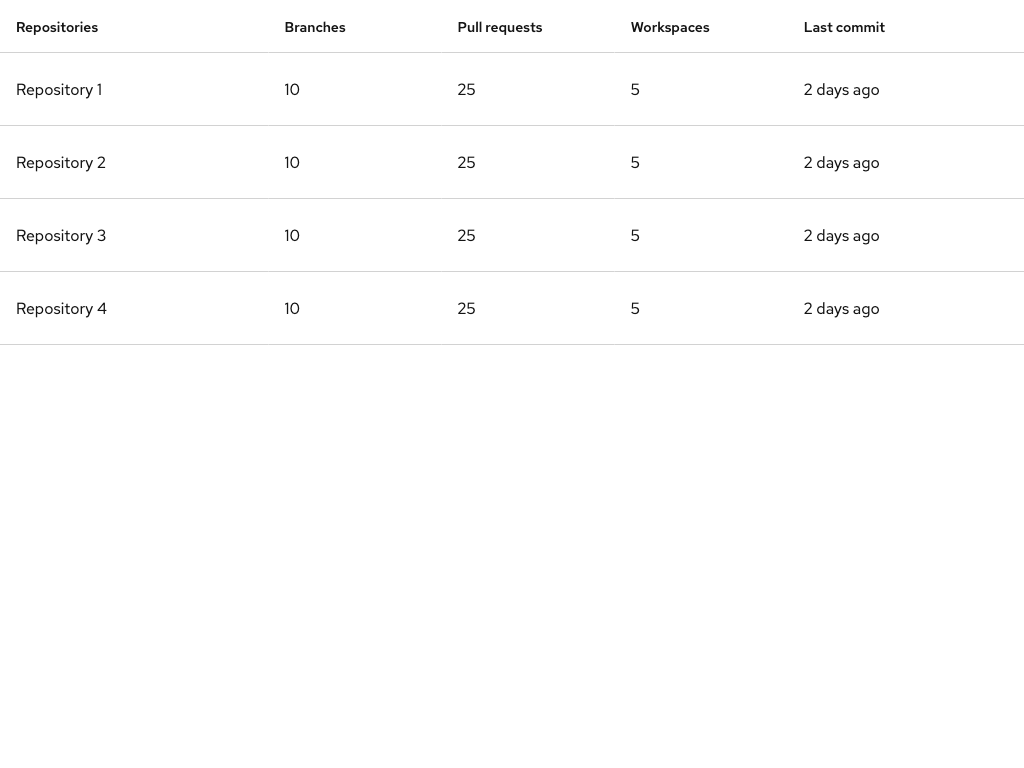 Repositories Branches Pull requests Workspaces Last commit
Repository 1 10 25 5 2 days ago
Repository 2 10 25 5 2 days ago
Repository 3 10 25 5 2 days ago
Repository 4 10 25 5 2 days ago